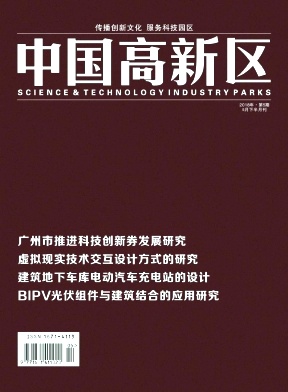 传播创新文化 服务科技园区
中国高新区
SCIENCE & TECHNOLOGY INDUSTRY PARKS
广州市推进科技创新券发展研究
虚拟现实技术交互设计方式的研究
建筑地下车库电动汽车充电站的设计
BIPV光伏组件与建筑结合的应用研究
ISSN 1671-4113